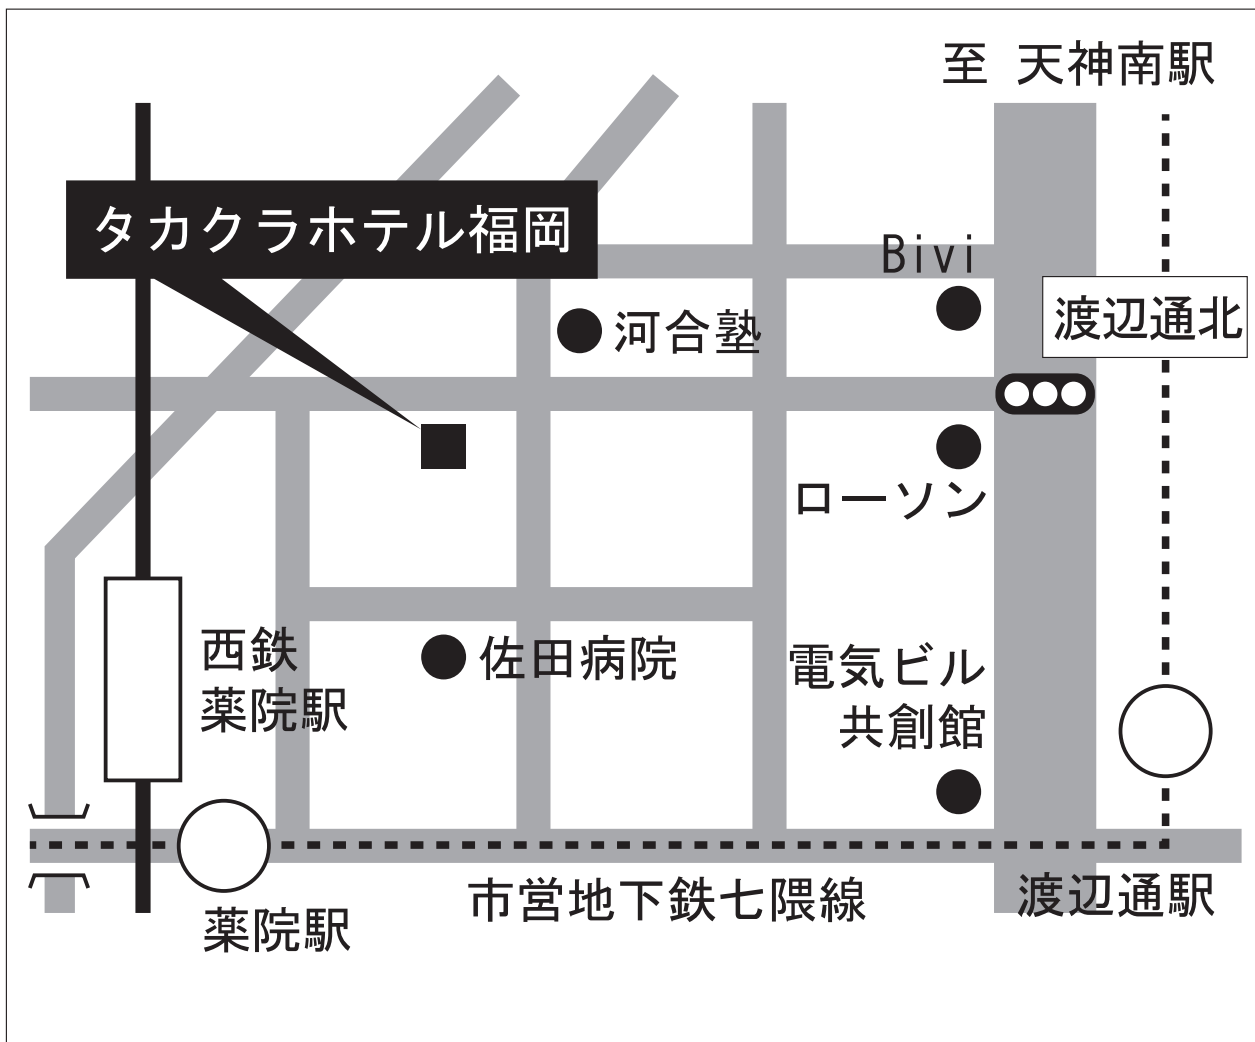 至 天神南駅
タカクラホテル福岡
Bivi
渡辺通北
河合塾
ローソン
西鉄
薬院駅
佐田病院
電気ビル
共創館
市営地下鉄七隈線
渡辺通駅
薬院駅